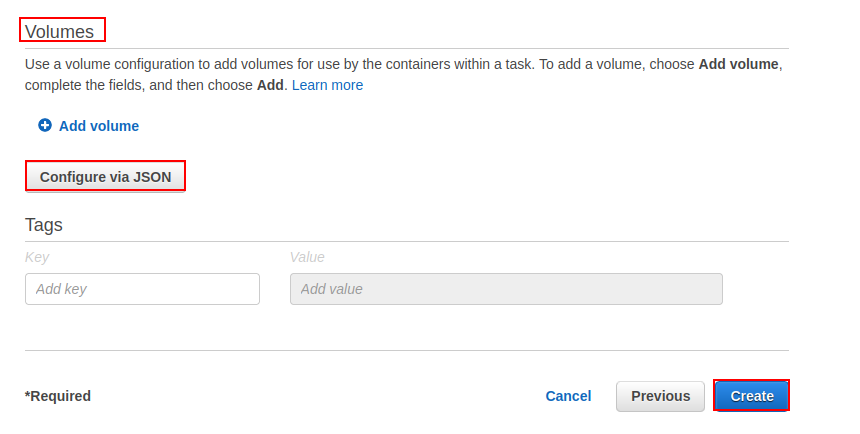 Volumes
Use a volume configuration to add volumes for use by the containers within a task. To add a volume, choose Add volume,
complete the fields, and then choose Add. Learn more
Add volume
Configure via JSON
Tags
Key Value
Add key Add value
*Required Cancel Previous Create